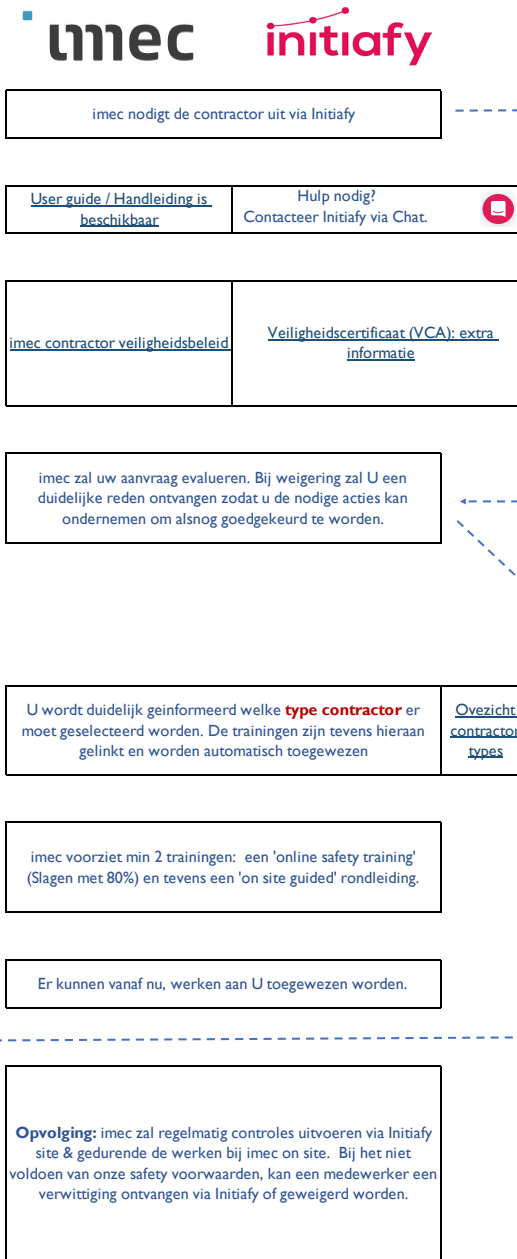 imec initiafy
imec nodigt de contractor uit via Initiafy
User guide / Handleiding is
beschikbaar
Hulp nodig?
Contacteer Initiafy via Chat.
imec contractor veiligheidsbeleid
Veiligheidscertificaat (VCA): extra
informatie
imec zal uw aanvraag evalueren. Bij weigering zal U een
duidelijke reden ontvangen zodat u de nodige acties kan
ondernemen om alsnog goedgekeurd te worden.
U wordt duidelijk geinformeerd welke type contractor er
moet geselecteerd worden. De trainingen zijn tevens hieraan
gelinkt en worden automatisch toegewezen
Ovezicht
contractor
types
imec voorziet min 2 trainingen: een 'online safety training'
(Slagen met 80%) en tevens een 'on site guided' rondleiding.
Er kunnen vanaf nu, werken aan U toegewezen worden.
Opvolging: imec zal regelmatig controles uitvoeren via Initiafy
site & gedurende de werken bij imec on site. Bij het niet
voldoen van onze safety voorwaarden, kan een medewerker een
verwittiging ontvangen via Initiafy of geweigerd worden.